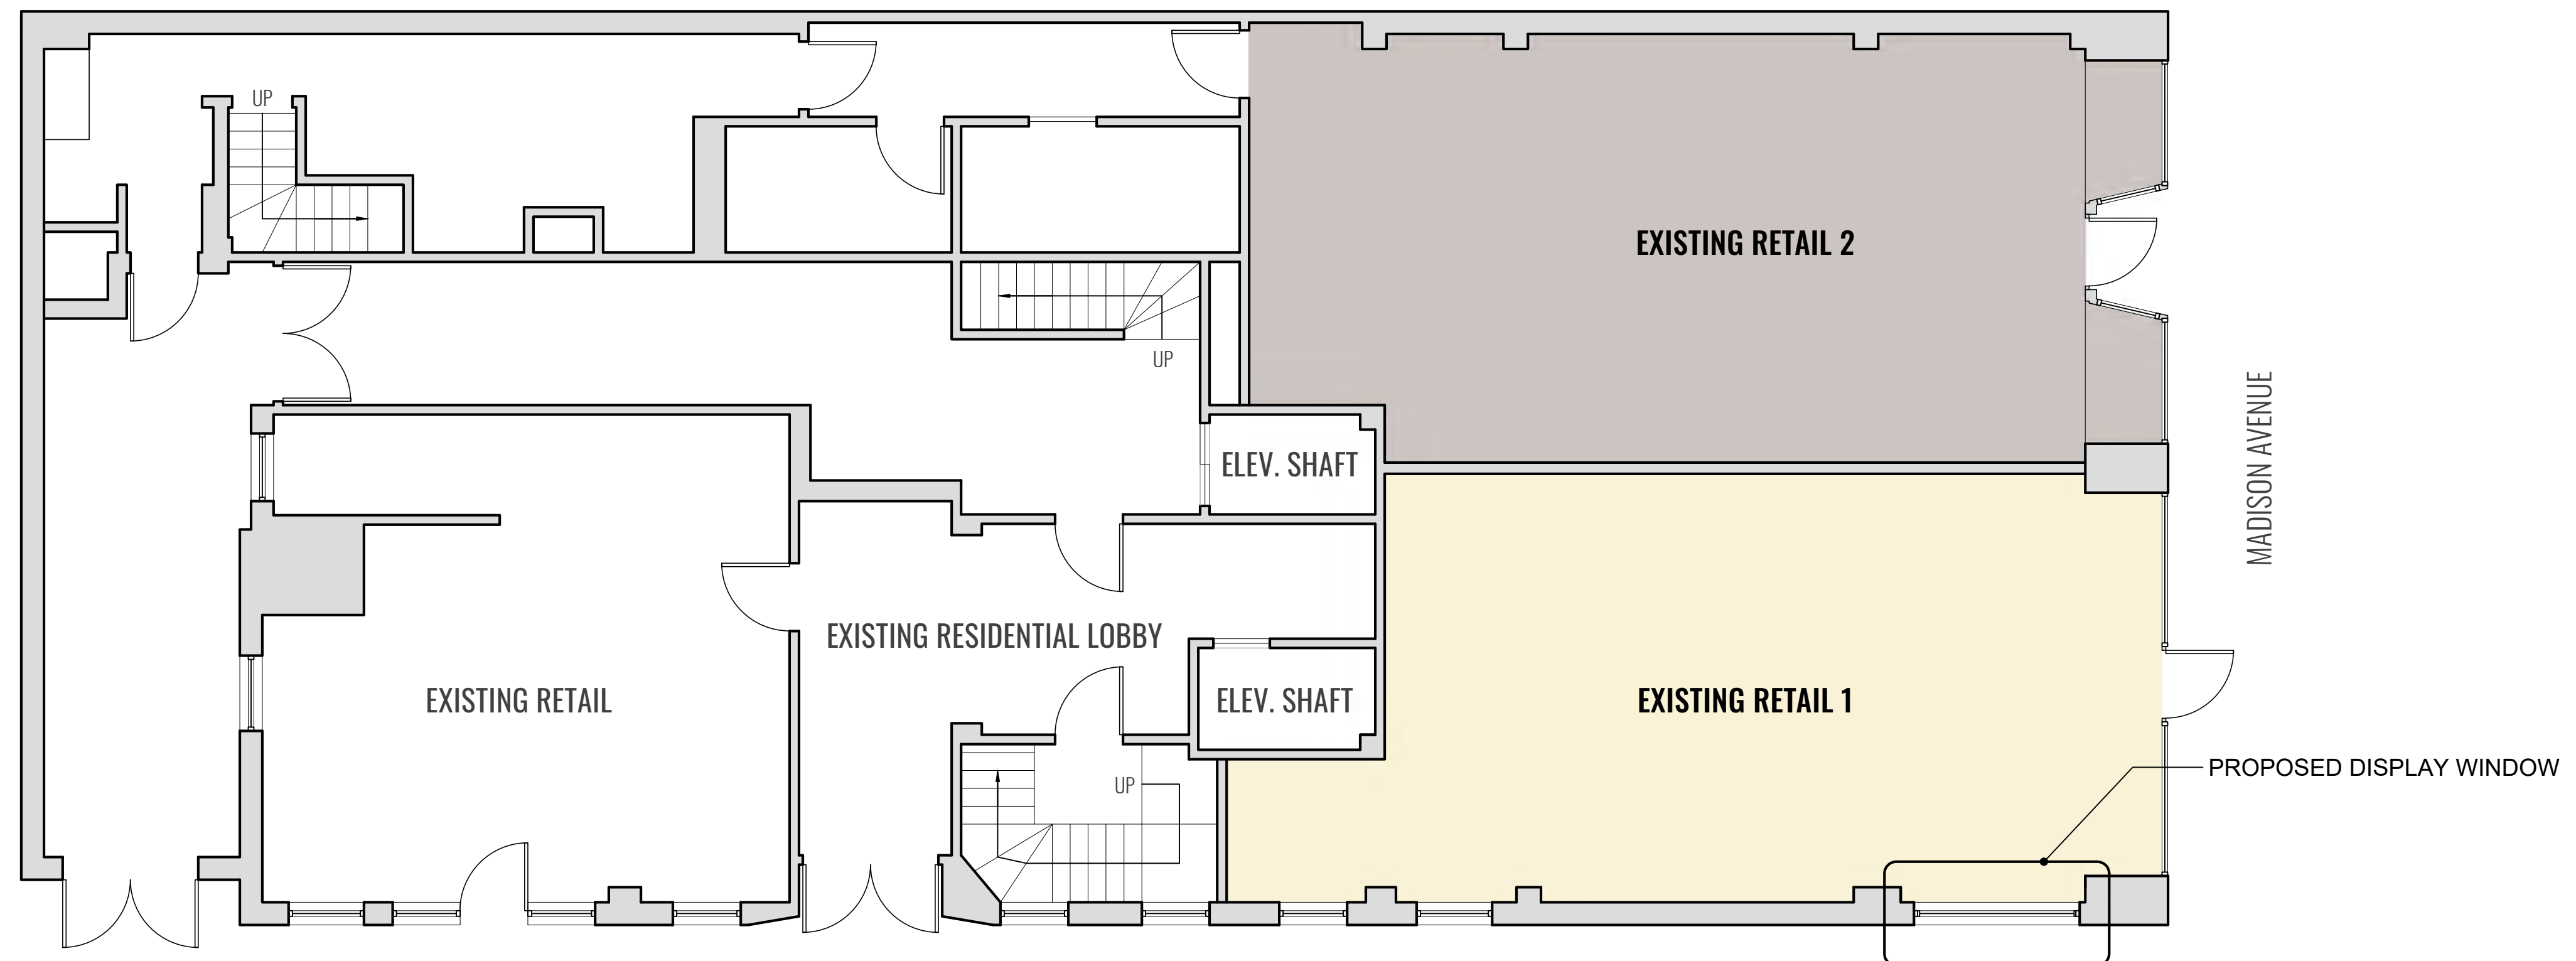 UP
EXISTING RETAIL 2
UP
MADISON AVENUE
ELEV. SHAFT
EXISTING RESIDENTIAL LOBBY
EXISTING RETAIL
ELEV. SHAFT
EXISTING RETAIL 1
UP
PROPOSED DISPLAY WINDOW